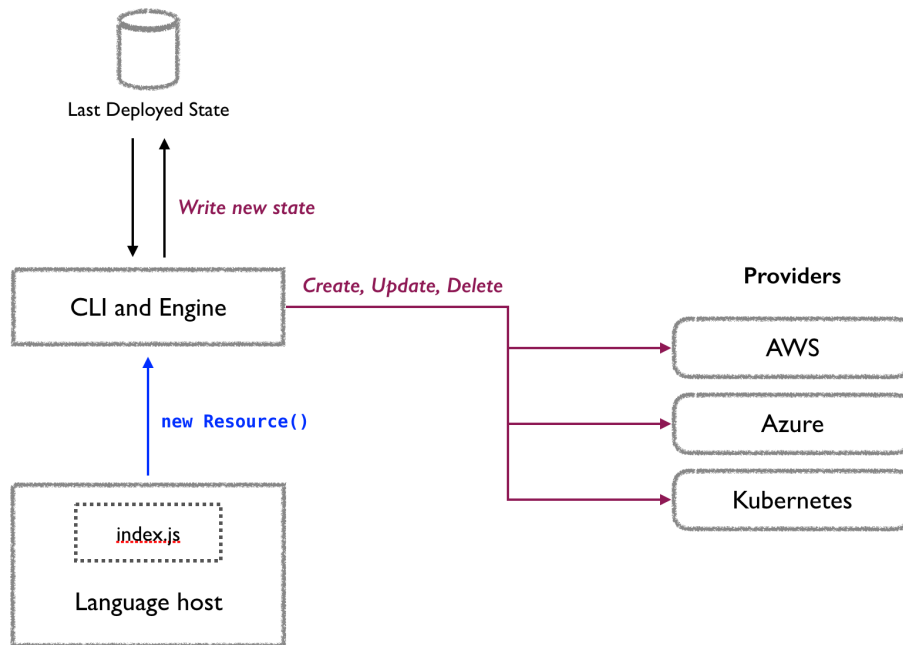 Last Deployed State
Write new state
CLI and Engine
Create, Update, Delete
Providers
AWS
Azure
Kubernetes
new Resource()
index.js
Language host